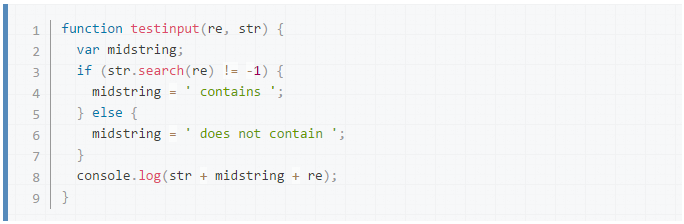 1 function testinput(re, str) {
2   var midstring;
3   if (str.search(re) != -1) {
4     midstring = ' contains ';
5   } else {
6     midstring = ' does not contain ';
7   }
8   console.log(str + midstring + re);
9 }